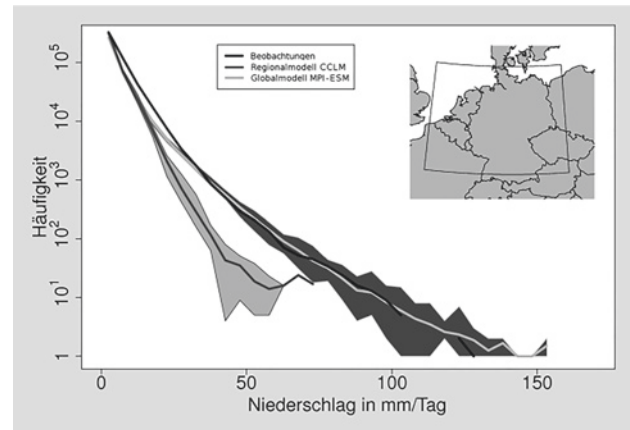 Beobachtungen
Regionalmodell CCLM
Globalmodell MPI-ESM
Häufigkeit
10^5
10^4
10^3
10^2
10^1
1
0
50
100
150
Niederschlag in mm/Tag